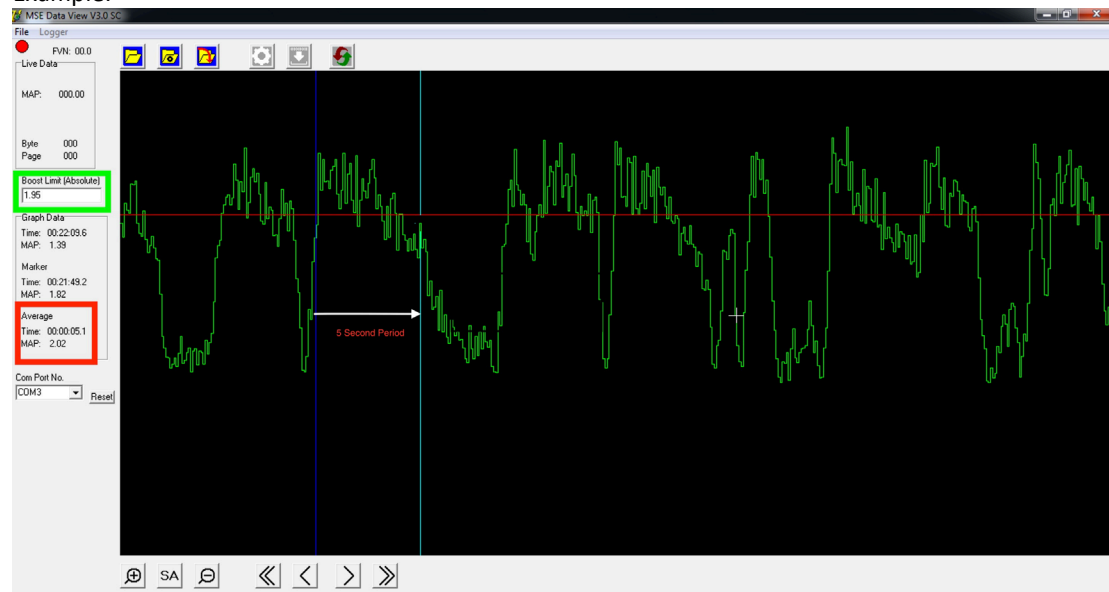 Example:
MSE Data View V3.0 SC
File Logger
FVN: 00.0
Live Data
MAP: 000.00
Byte 000
Page 000
Boost Limit (Absolute)
1.95
Graph Data
Time: 00:22:09.6
MAP: 1.39
Marker
Time: 00:21:49.2
MAP: 1.82
Average
Time: 00:00:05.1
MAP: 2.02
Com Port No.
COM3
Reset
5 Second Period
SA